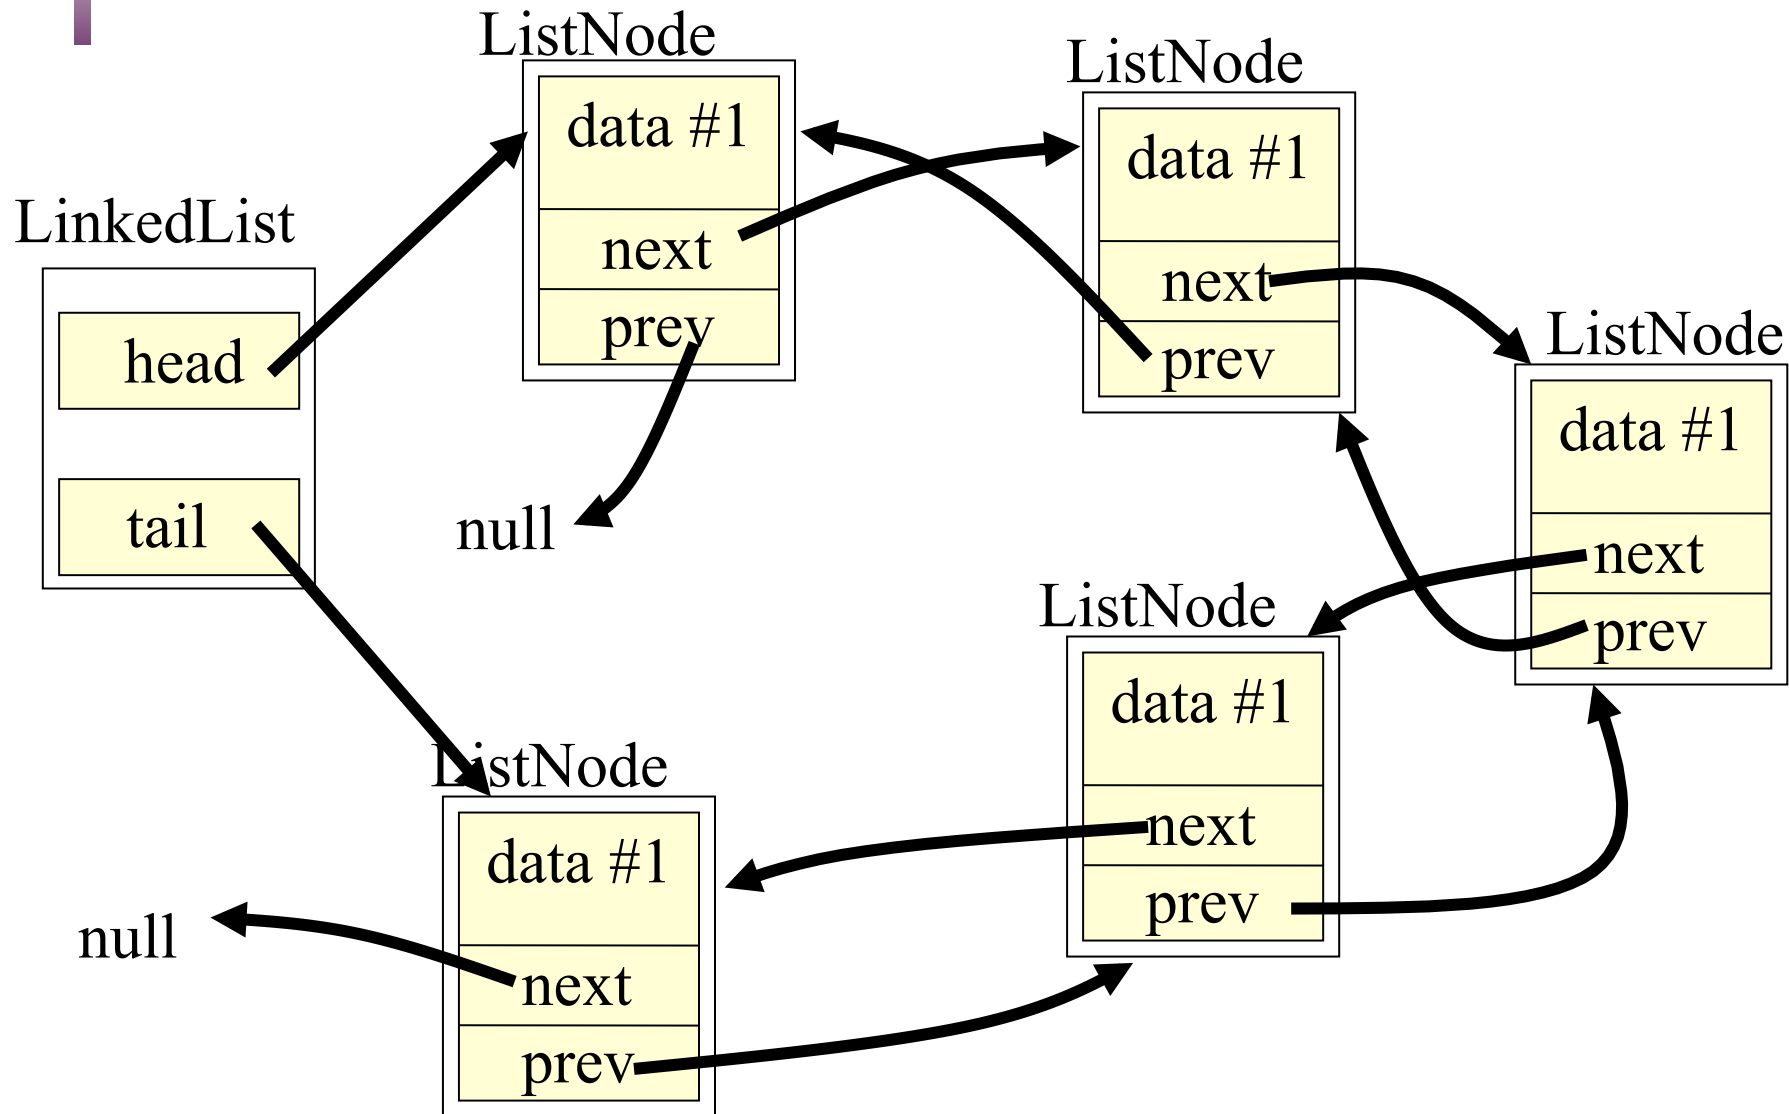 LinkedList
head
tail
ListNode
data #1
next
prev
null
ListNode
data #1
next
prev
ListNode
data #1
next
prev
ListNode
data #1
next
prev
ListNode
data #1
next
prev
null